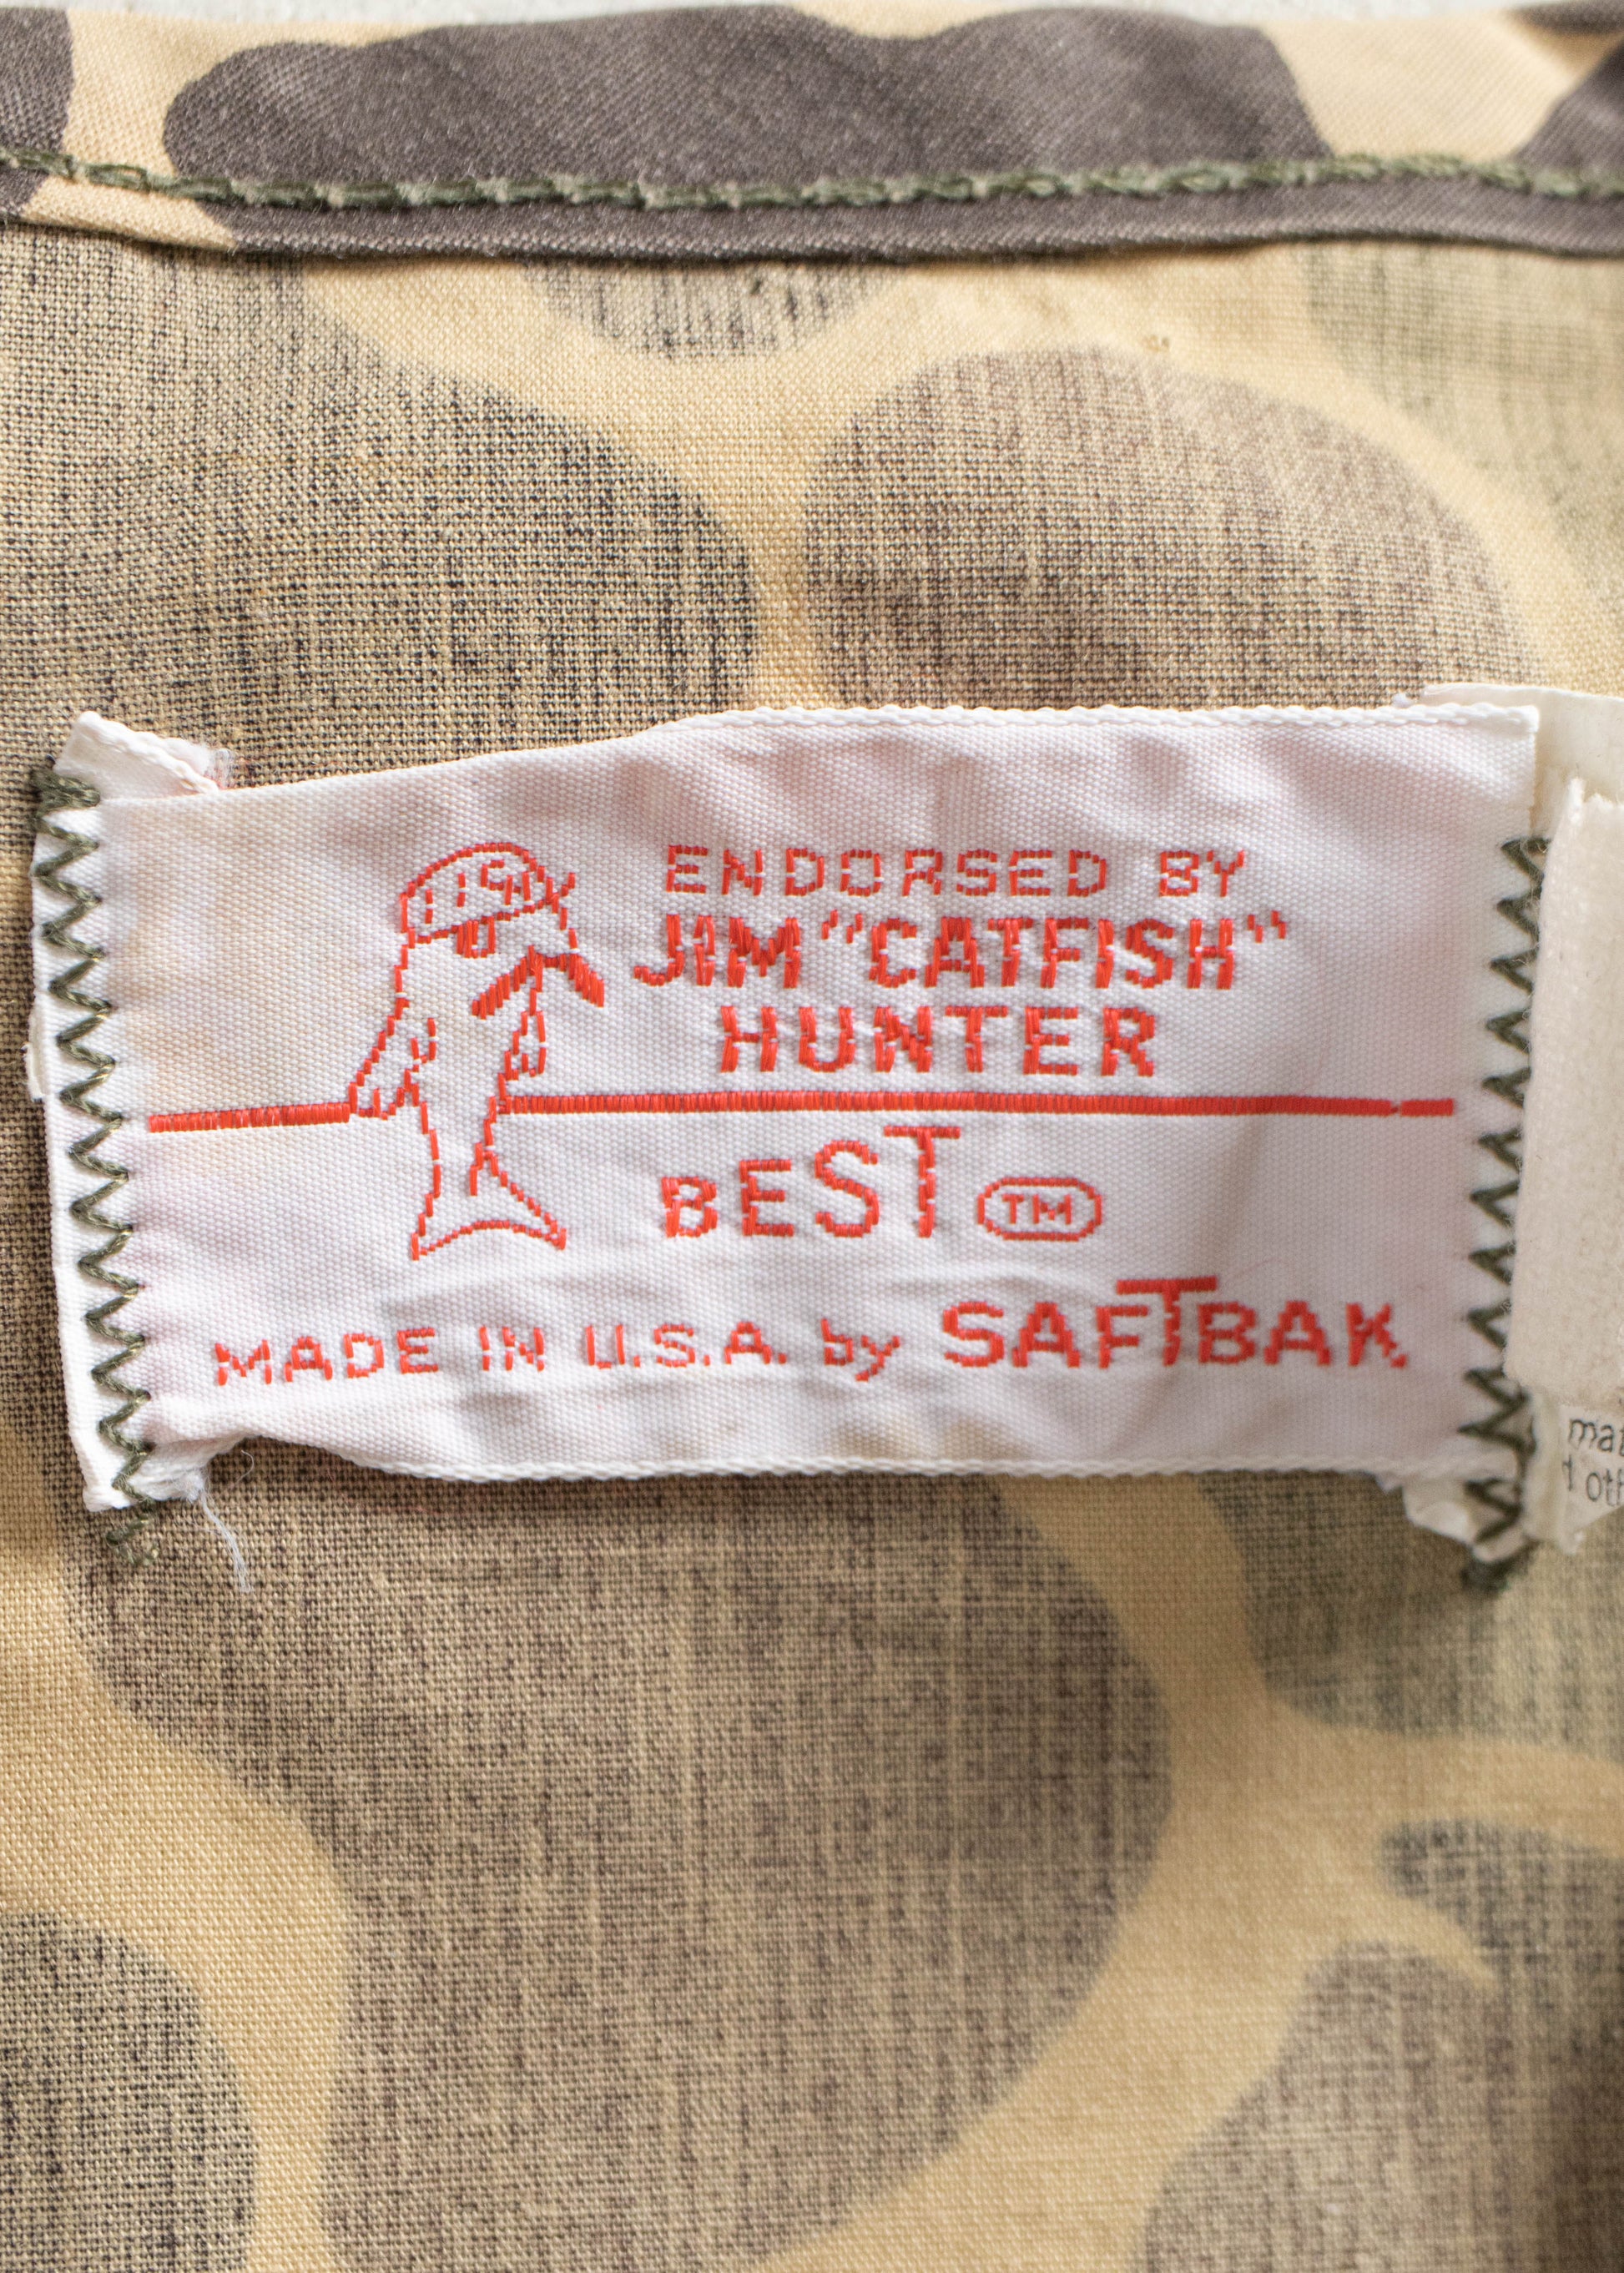 ENDORSED BY
JIM "CATFISH"
HUNTER
BEST TM
MADE IN U.S.A. by SAFTBAK